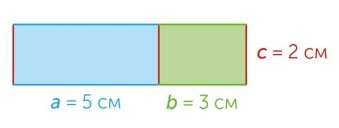 c = 2 см
a = 5 см b = 3 см